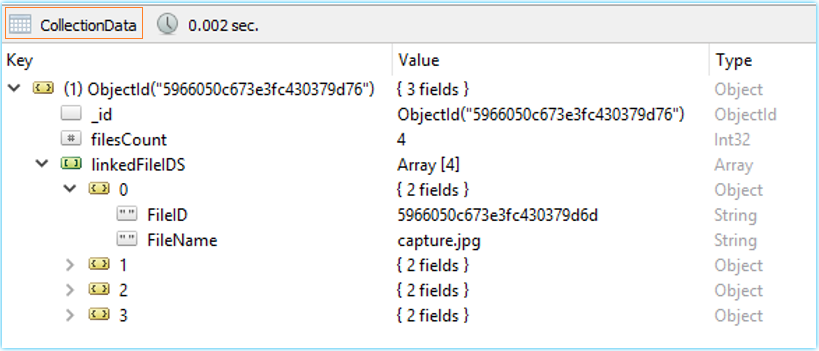 CollectionData 0.002 sec.
Key Value Type
(1) ObjectId("5966050c673e3fc430379d76") { 3 fields } Object
_id ObjectId("5966050c673e3fc430379d76") ObjectId
# filesCount 4 Int32
linkedFileIDS Array [4] Array
0 { 2 fields } Object
"" FileID 5966050c673e3fc430379d6d String
"" FileName capture.jpg String
1 { 2 fields } Object
2 { 2 fields } Object
3 { 2 fields } Object